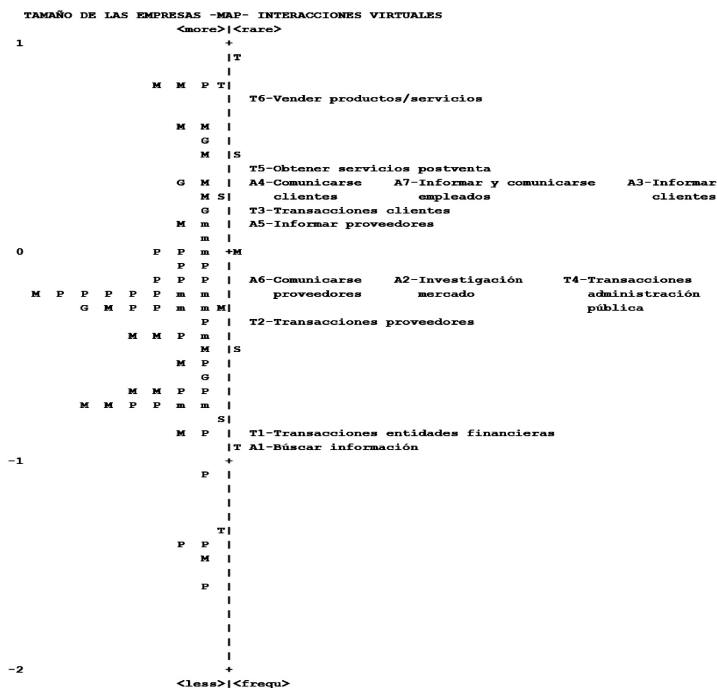 TAMAÑO DE LAS EMPRESAS -MAP- INTERACCIONES VIRTUALES
<more>|<rare>
1 +
|T
|
M M P T|
| T6-Vender productos/servicios
|
M M |
G |
M |S
| T5-Obtener servicios postventa
G M | A4-Comunicarse A7-Informar y comunicarse A3-Informar
M S| clientes empleados clientes
G | T3-Transacciones clientes
M m | A5-Informar proveedores
m |
0 P P m +M
P P |
P P P | A6-Comunicarse A2-Investigación T4-Transacciones
M P P P P P m m | proveedores mercado administración
G M P P m m M| pública
P | T2-Transacciones proveedores
M M P m |
M |S
M P |
G |
M M P P |
M M P P m m |
S|
M P | T1-Transacciones entidades financieras
|T A1-Búscar información
-1 +
P |
|
|
|
T|
P P |
M |
|
P |
|
|
|
|
|
-2 +
<less>|<frequ>